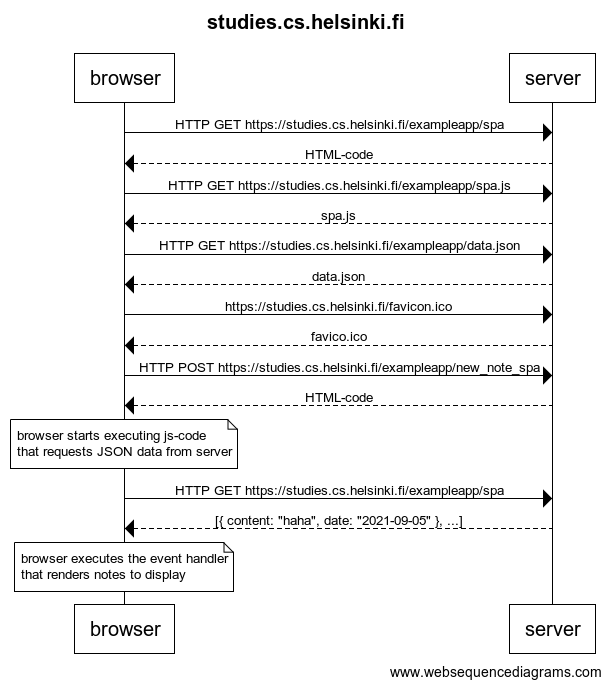 studies.cs.helsinki.fi
browser
server
HTTP GET https://studies.cs.helsinki.fi/exampleapp/spa
HTML-code
HTTP GET https://studies.cs.helsinki.fi/exampleapp/spa.js
spa.js
HTTP GET https://studies.cs.helsinki.fi/exampleapp/data.json
data.json
https://studies.cs.helsinki.fi/favicon.ico
favico.ico
HTTP POST https://studies.cs.helsinki.fi/exampleapp/new_note_spa
HTML-code
browser starts executing js-code
that requests JSON data from server
HTTP GET https://studies.cs.helsinki.fi/exampleapp/spa
[{ content: "haha", date: "2021-09-05" }, ...]
browser executes the event handler
that renders notes to display
browser
server
www.websequencediagrams.com